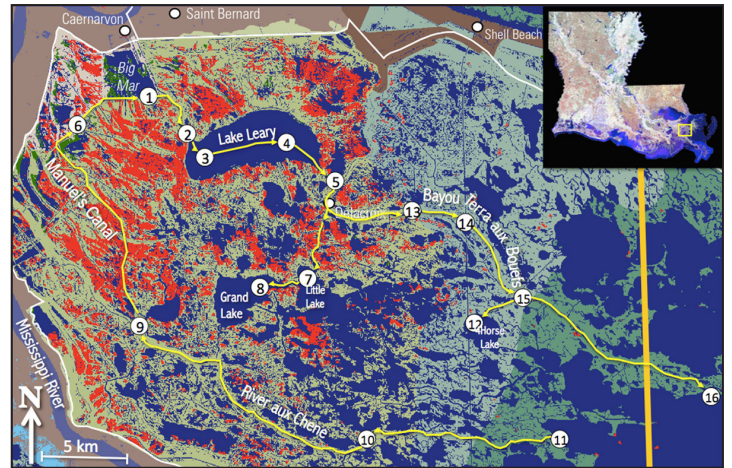 Caernarvon
Saint Bernard
Shell Beach
Big
Mar
1
6
2
3
Lake Leary
4
5
Manuel's Canal
13
Bayou Terra aux Boeufs
14
7
Little
Lake
8
Grand
Lake
15
12
Horse
Lake
9
Mississippi River
16
River aux Chene
10
11
N
5 km